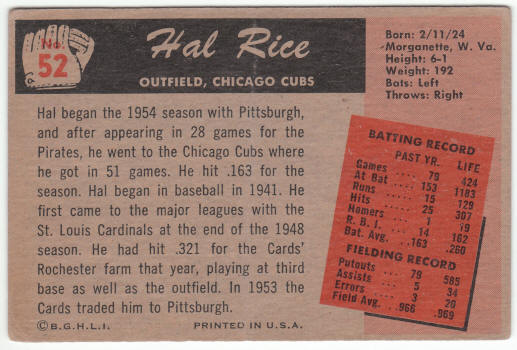 No.
52
Hal Rice
OUTFIELD, CHICAGO CUBS
Born: 2/11/24
Morganette, W. Va.
Height: 6-1
Weight: 192
Bats: Left
Throws: Right
Hal began the 1954 season with Pittsburgh,
and after appearing in 28 games for the
Pirates, he went to the Chicago Cubs where
he got in 51 games. He hit .163 for the
season. Hal began in baseball in 1941. He
first came to the major leagues with the
St. Louis Cardinals at the end of the 1948
season. He had hit .321 for the Cards'
Rochester farm that year, playing at third
base as well as the outfield. In 1953 the
Cards traded him to Pittsburgh.
BATTING RECORD
PAST YR. LIFE
Games .... 79 424
At Bat .... 153 1183
Runs .... 15 129
Hits .... 25 307
Homers .... 1 19
R. B. I. .... 14 162
Bat. Avg. .... .163 .260
FIELDING RECORD
Putouts .... 79 585
Assists .... 5 34
Errors .... 3 20
Field Avg. .... .966 .969
©B.G.H.L.I.
PRINTED IN U.S.A.